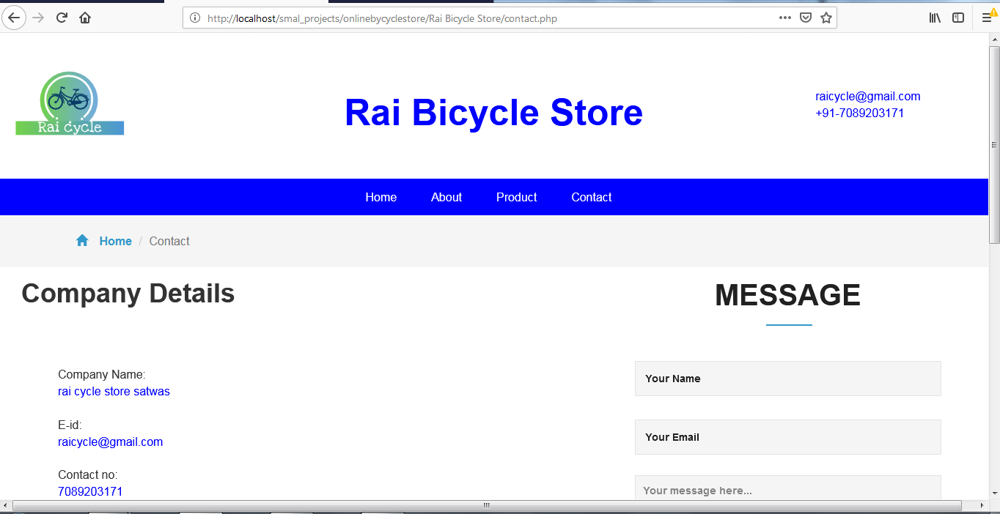 http://localhost/smal_projects/onlinebycyclestore/Rai Bicycle Store/contact.php
Rai cycle
Rai Bicycle Store
raicycle@gmail.com
+91-7089203171
Home About Product Contact
Home / Contact
Company Details
Company Name:
rai cycle store satwas
E-id:
raicycle@gmail.com
Contact no:
7089203171
MESSAGE
Your Name
Your Email
Your message here...